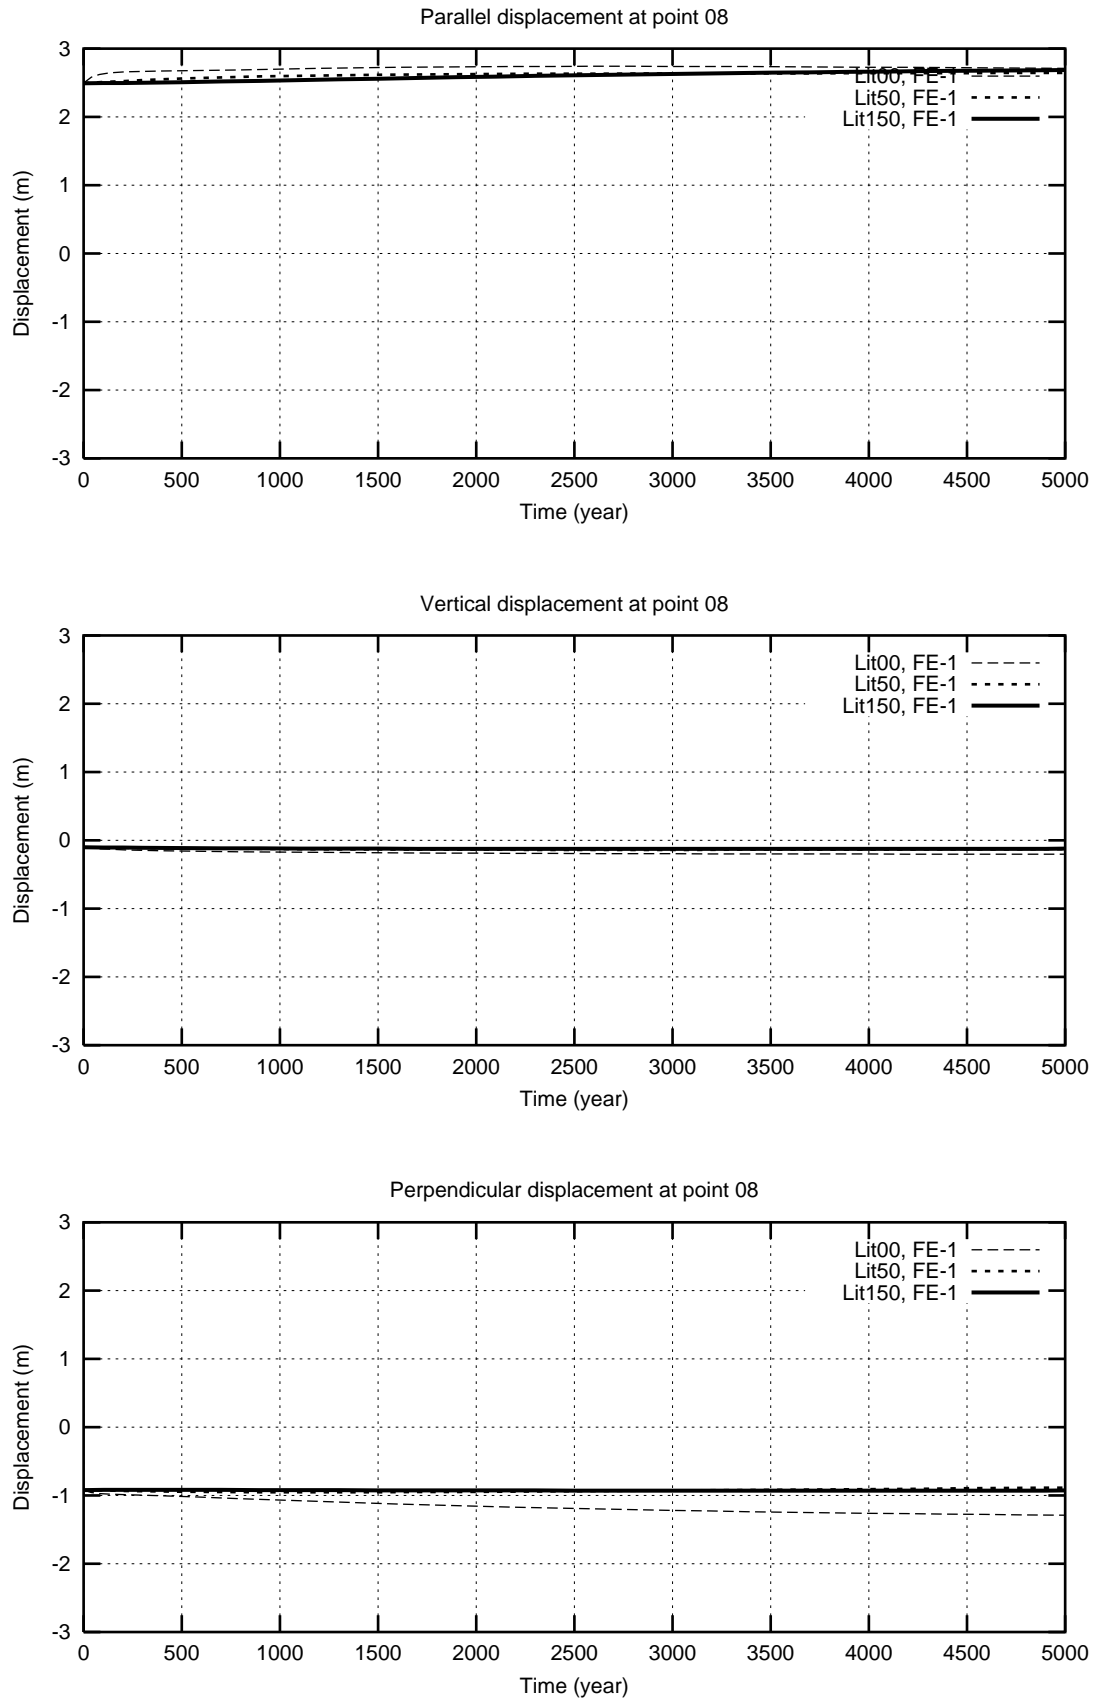 Parallel displacement at point 08
3
2
1
0
-1
-2
-3
Displacement (m)
Lit00, FE-1
Lit50, FE-1
Lit150, FE-1
0 500 1000 1500 2000 2500 3000 3500 4000 4500 5000
Time (year)
Vertical displacement at point 08
3
2
1
0
-1
-2
-3
Displacement (m)
Lit00, FE-1
Lit50, FE-1
Lit150, FE-1
0 500 1000 1500 2000 2500 3000 3500 4000 4500 5000
Time (year)
Perpendicular displacement at point 08
3
2
1
0
-1
-2
-3
Displacement (m)
Lit00, FE-1
Lit50, FE-1
Lit150, FE-1
0 500 1000 1500 2000 2500 3000 3500 4000 4500 5000
Time (year)